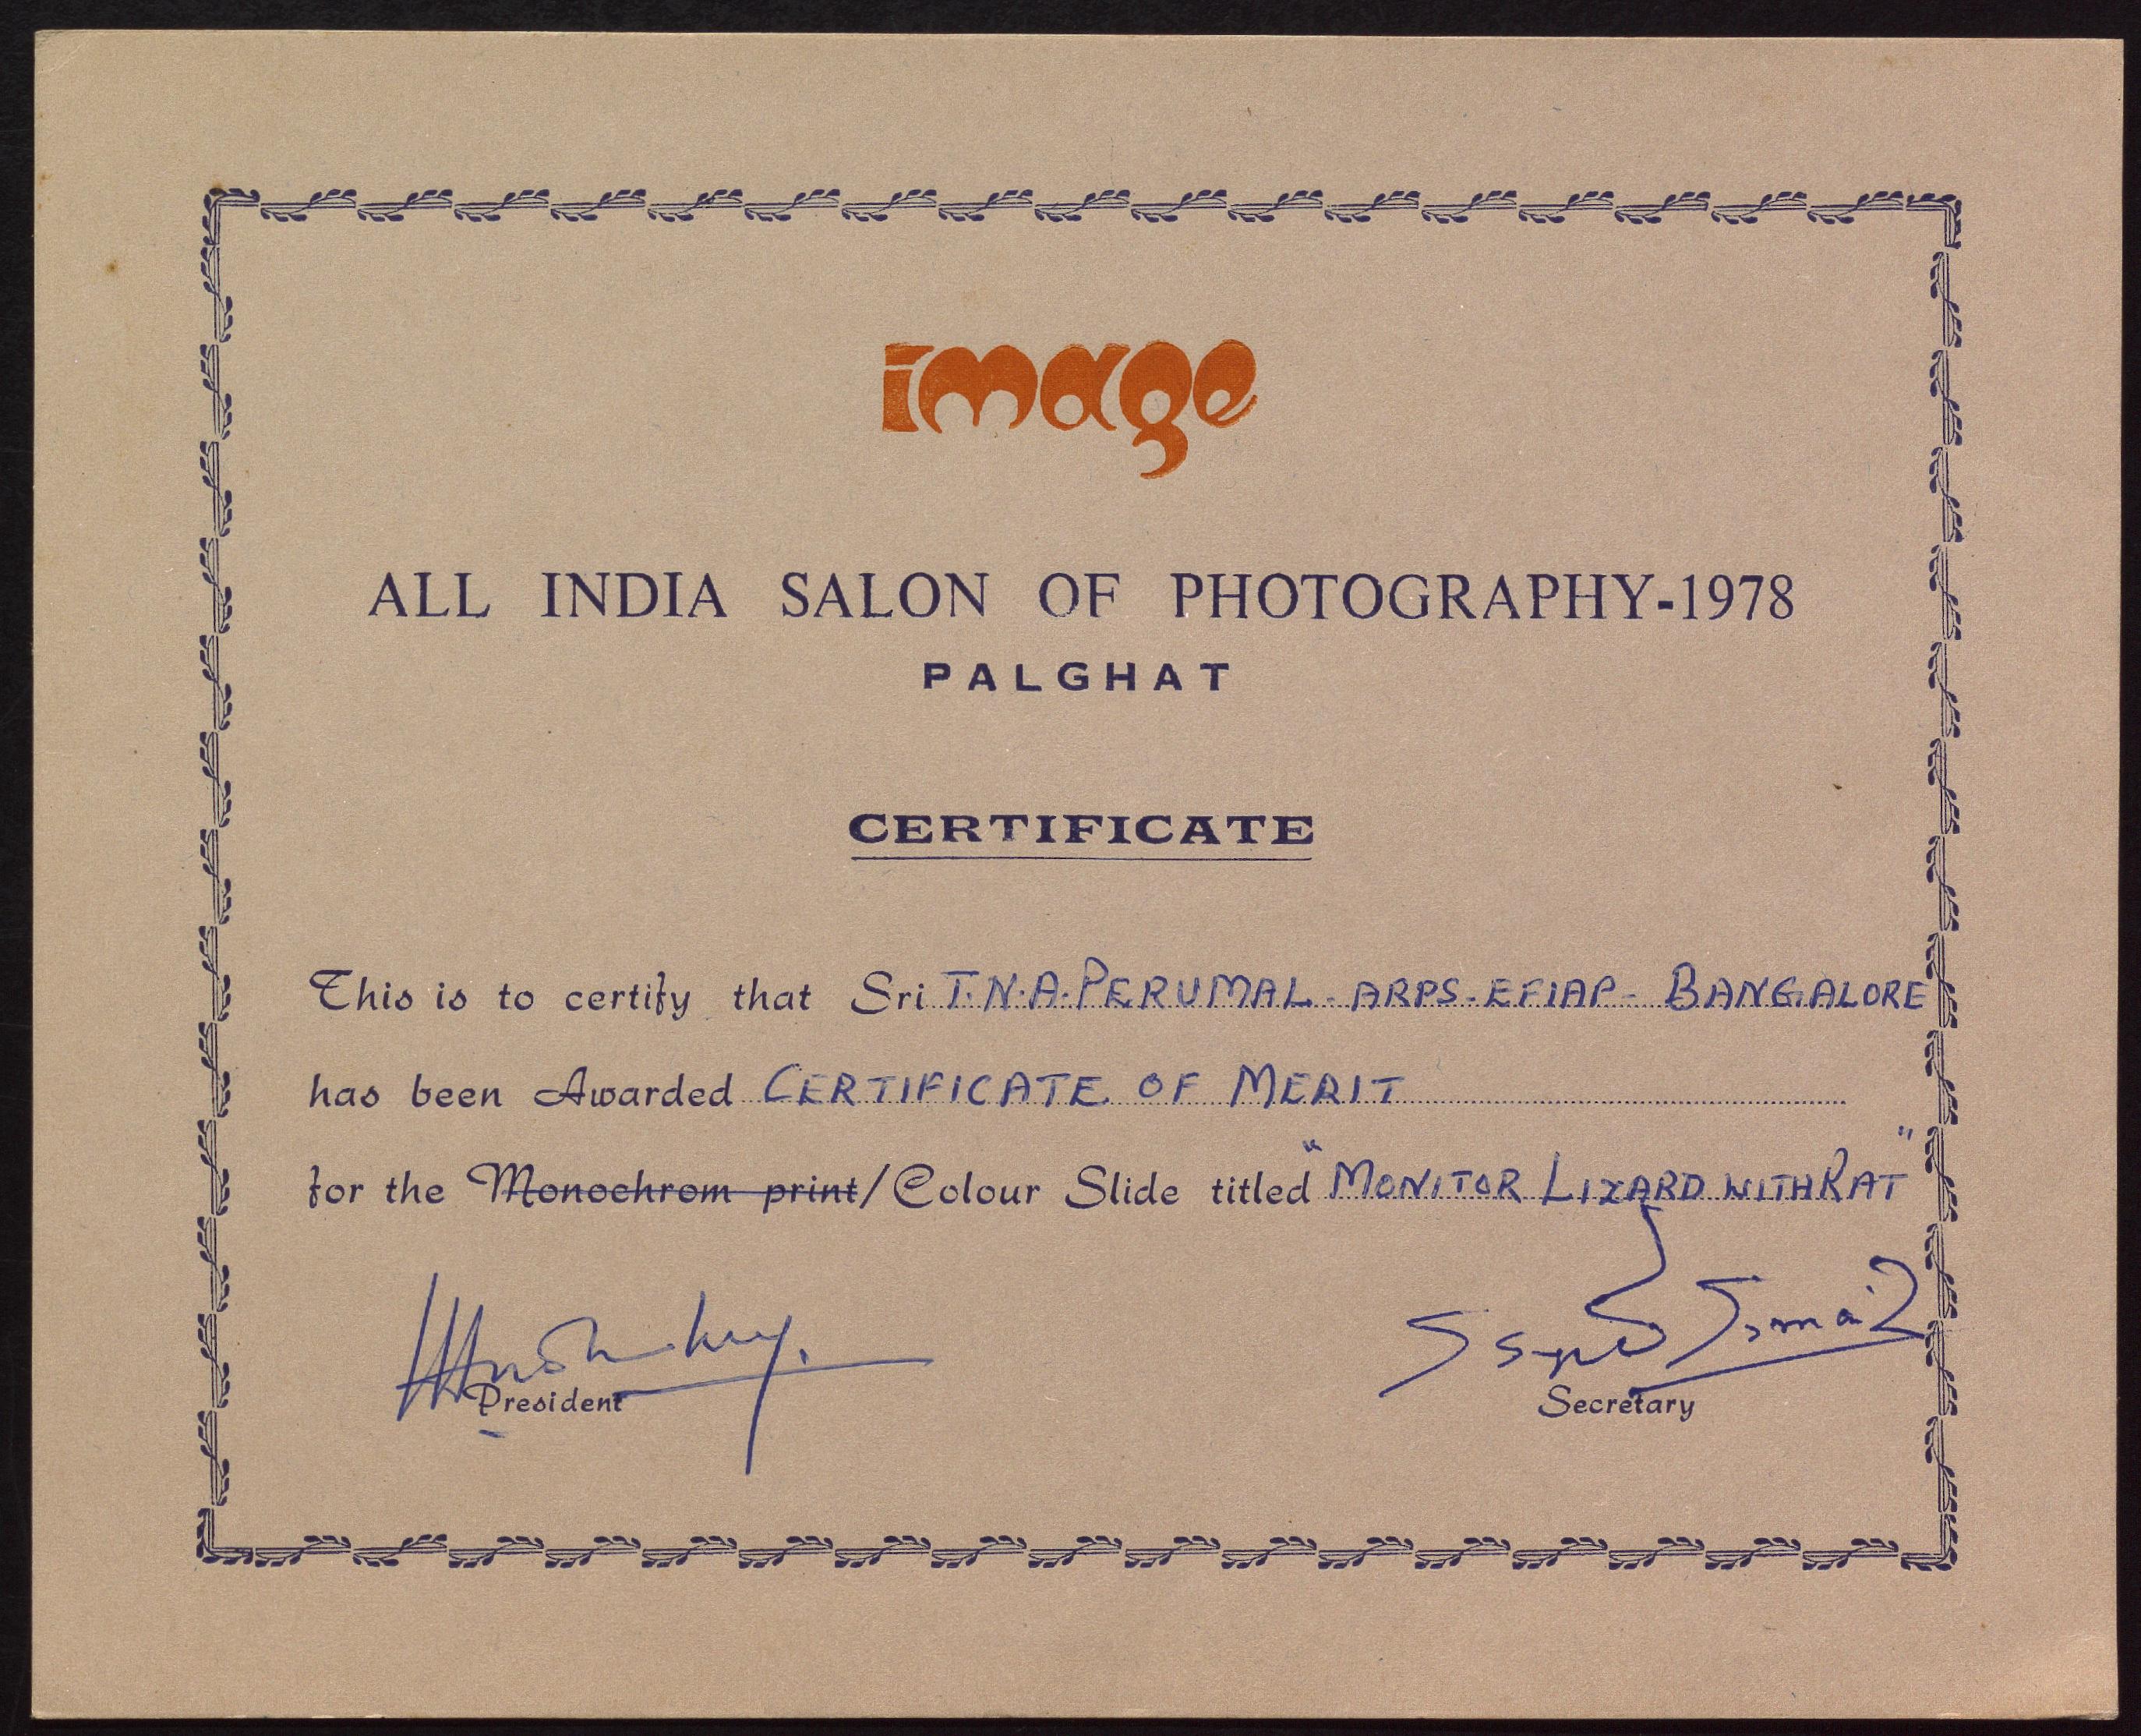 image
ALL INDIA SALON OF PHOTOGRAPHY-1978
PALGHAT
CERTIFICATE
This is to certify that Sri T.N.A. PERUMAL - ARPS - EFIAP - BANGALORE
has been Awarded CERTIFICATE OF MERIT
for the Monochrom print/Colour Slide titled "MONITOR LIZARD WITH RAT"
President
Secretary